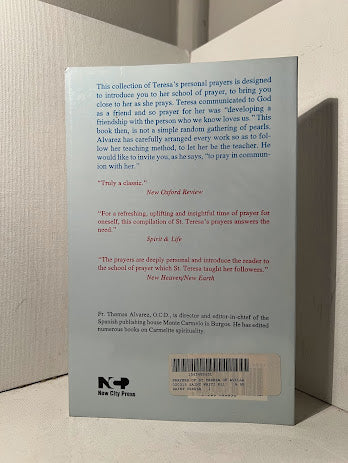 This collection of Teresa's personal prayers is designed
to introduce you to her school of prayer, to bring you
close to her as she prays. Teresa communicated to God
as a friend and so prayer for her was "developing a
friendship with the person who we know loves us." This
book then, is not a simple random gathering of pearls.
Alvarez has carefully arranged every work so as to fol-
low her teaching method, to let her be the teacher. He
would like to invite you, as he says, "to pray in commun-
ion with her."
"Truly a classic."
New Oxford Review
"For a refreshing, uplifting and insightful time of prayer for
oneself, this compilation of St. Teresa's prayers answers
the need."
Spirit & Life
"The prayers are deeply personal and introduce the reader to
the school of prayer which St. Teresa taught her followers."
New Heaven/New Earth
Fr. Thomas Alvarez, O.C.D., is director and editor-in-chief of the
Spanish publishing house Monte Carmelo in Burgos. He has edited
numerous books on Carmelite spirituality.
NCP
New City Press
PRAYERS OF ST TERESA OF AVILA